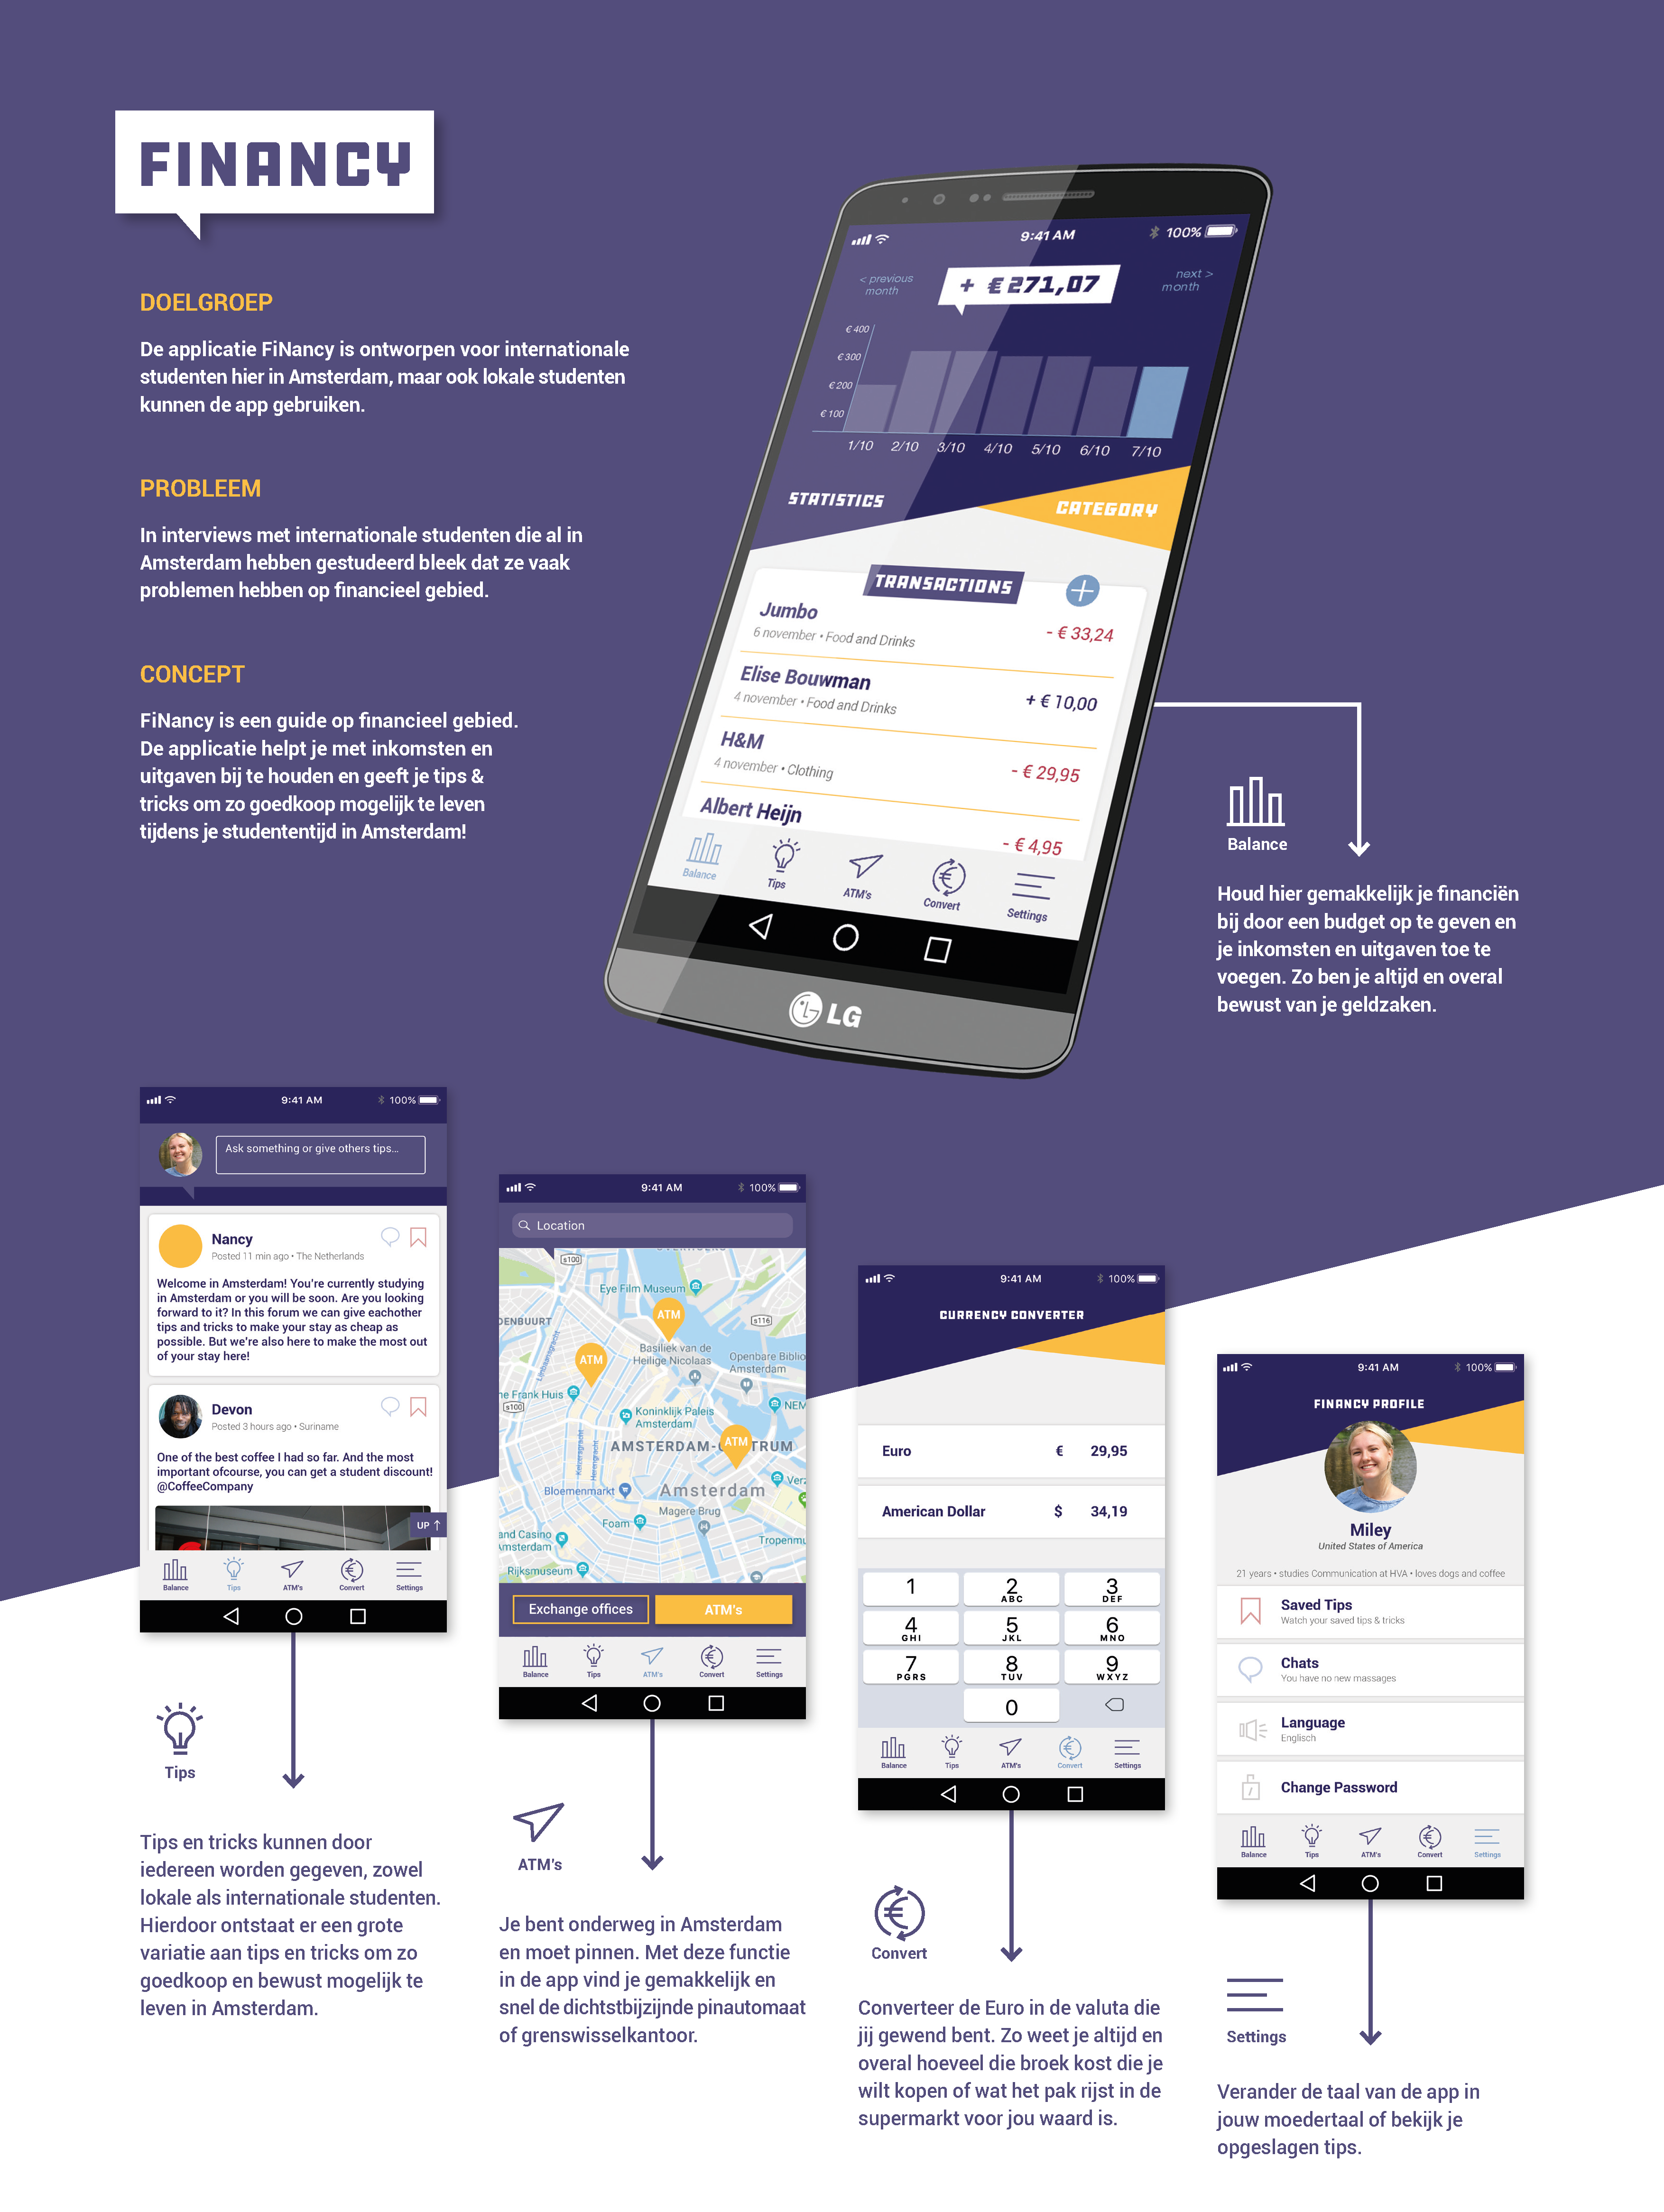 FINANCY
DOELGROEP
De applicatie FiNancy is ontworpen voor internationale
studenten hier in Amsterdam, maar ook lokale studenten
kunnen de app gebruiken.
PROBLEEM
In interviews met internationale studenten die al in
Amsterdam hebben gestudeerd bleek dat ze vaak
problemen hebben op financieel gebied.
CONCEPT
FiNancy is een guide op financieel gebied.
De applicatie helpt je met inkomsten en
uitgaven bij te houden en geeft je tips &
tricks om zo goedkoop mogelijk te leven
tijdens je studententijd in Amsterdam!
9:41 AM
100%
< previous
month
+ € 271,07
next >
month
€ 400
€ 300
€ 200
€ 100
1/10 2/10 3/10 4/10 5/10 6/10 7/10
STATISTICS
CATEGORY
TRANSACTIONS
Jumbo
6 november • Food and Drinks
- € 33,24
Elise Bouwman
4 november • Food and Drinks
+ € 10,00
H&M
4 november • Clothing
- € 29,95
Albert Heijn
- € 4,95
Balance
Tips
ATM's
Convert
Settings
LG
Balance
Houd hier gemakkelijk je financiën
bij door een budget op te geven en
je inkomsten en uitgaven toe te
voegen. Zo ben je altijd en overal
bewust van je geldzaken.
9:41 AM
100%
Ask something or give others tips...
Nancy
Posted 11 min ago • The Netherlands
Welcome in Amsterdam! You're currently studying
in Amsterdam or you will be soon. Are you looking
forward to it? In this forum we can give eachother
tips and tricks to make your stay as cheap as
possible. But we're also here to make the most out
of your stay here!
Devon
Posted 3 hours ago • Suriname
One of the best coffee I had so far. And the most
important ofcourse, you can get a student discount!
@CoffeeCompany
UP ↑
Balance
Tips
ATM's
Convert
Settings
Tips
Tips en tricks kunnen door
iedereen worden gegeven, zowel
lokale als internationale studenten.
Hierdoor ontstaat er een grote
variatie aan tips en tricks om zo
goedkoop en bewust mogelijk te
leven in Amsterdam.
9:41 AM
100%
Location
s100
Eye Film Museum
ATM
s116
DENBUURT
Lijnbaansgracht
Basiliek van de
Heilige Nicolaas
Openbare Biblio
Amsterdam
ATM
ne Frank Huis
s100
Koninklijk Paleis
Amsterdam
NEM
AMSTERDAM-C
ATM
TRUM
Keizersgracht
Herengracht
Verz
Bloemenmarkt
Amsterdam
Magere Brug
Foam
and Casino
Amsterdam
Tropenmu
Rijksmuseum
Exchange offices
ATM's
Balance
Tips
ATM's
Convert
Settings
ATM's
Je bent onderweg in Amsterdam
en moet pinnen. Met deze functie
in de app vind je gemakkelijk en
snel de dichtstbijzijnde pinautomaat
of grenswisselkantoor.
9:41 AM
100%
CURRENCY CONVERTER
Euro € 29,95
American Dollar $ 34,19
1
2
ABC
3
DEF
4
GHI
5
JKL
6
MNO
7
PGRS
8
TUV
9
WXYZ
0
Balance
Tips
ATM's
Convert
Settings
Convert
Converteer de Euro in de valuta die
jij gewend bent. Zo weet je altijd en
overal hoeveel die broek kost die je
wilt kopen of wat het pak rijst in de
supermarkt voor jou waard is.
9:41 AM
100%
FINANCY PROFILE
Miley
United States of America
21 years • studies Communication at HVA • loves dogs and coffee
Saved Tips
Watch your saved tips & tricks
Chats
You have no new massages
Language
Englisch
Change Password
Balance
Tips
ATM's
Convert
Settings
Settings
Verander de taal van de app in
jouw moedertaal of bekijk je
opgeslagen tips.